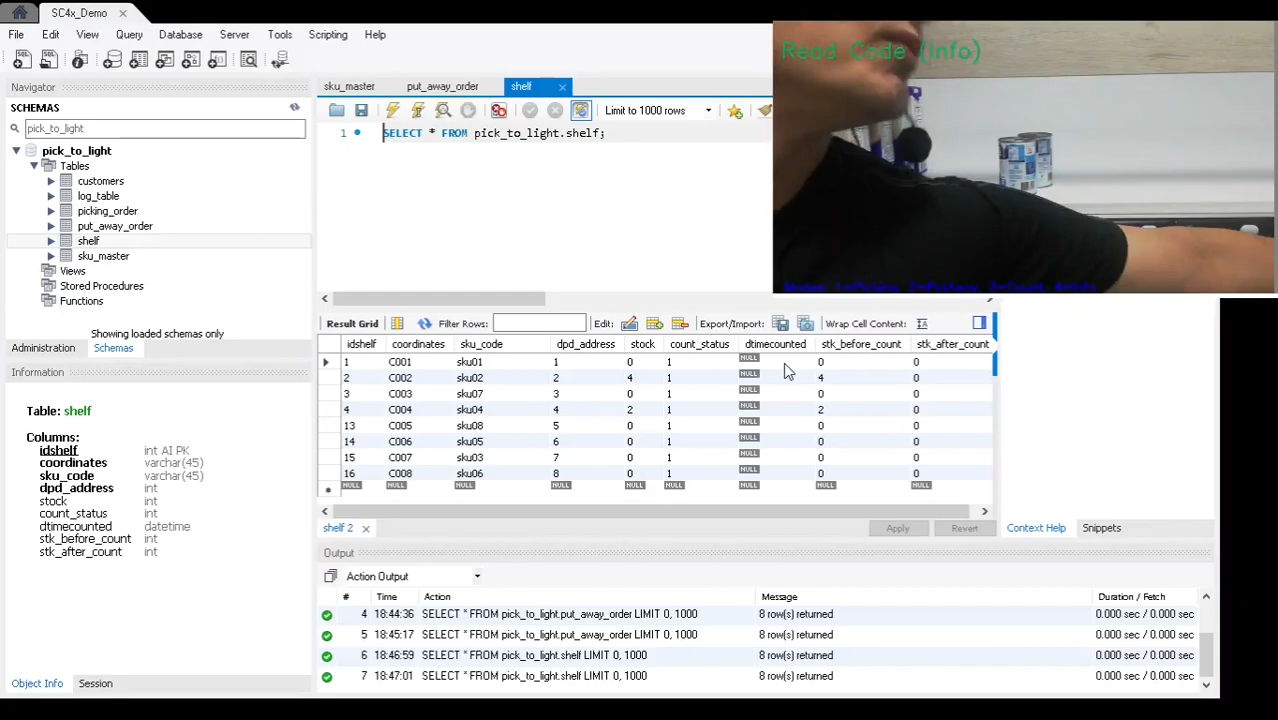 SC4x_Demo
File Edit View Query Database Server Tools Scripting Help
Read Code (Info)
Navigator
SCHEMAS
pick_to_light
pick_to_light
Tables
customers
log_table
picking_order
put_away_order
shelf
sku_master
Views
Stored Procedures
Functions
Showing loaded schemas only
Administration Schemas
Information
Table: shelf
Columns:
idshelf int AI PK
coordinates varchar(45)
sku_code varchar(45)
dpd_address int
stock int
count_status int
dtimecounted datetime
stk_before_count int
stk_after_count int
Object Info Session
sku_master put_away_order shelf
Limit to 1000 rows
1 SELECT * FROM pick_to_light.shelf;
Result Grid Filter Rows: Edit: Export/Import: Wrap Cell Content:
idshelf coordinates sku_code dpd_address stock count_status dtimecounted stk_before_count stk_after_count
1 C001 sku01 1 0 1 NULL 0 0
2 C002 sku02 2 4 1 NULL 4 0
3 C003 sku07 3 0 1 NULL 0 0
4 C004 sku04 4 2 1 NULL 2 0
13 C005 sku08 5 0 1 NULL 0 0
14 C006 sku05 6 0 1 NULL 0 0
15 C007 sku03 7 0 1 NULL 0 0
16 C008 sku06 8 0 1 NULL 0 0
NULL NULL NULL NULL NULL NULL NULL NULL NULL
shelf 2 Apply Revert Context Help Snippets
Output
Action Output
# Time Action Message Duration / Fetch
4 18:44:36 SELECT * FROM pick_to_light.put_away_order LIMIT 0, 1000 8 row(s) returned 0.000 sec / 0.000 sec
5 18:45:17 SELECT * FROM pick_to_light.put_away_order LIMIT 0, 1000 8 row(s) returned 0.000 sec / 0.000 sec
6 18:46:59 SELECT * FROM pick_to_light.shelf LIMIT 0, 1000 8 row(s) returned 0.000 sec / 0.000 sec
7 18:47:01 SELECT * FROM pick_to_light.shelf LIMIT 0, 1000 8 row(s) returned 0.000 sec / 0.000 sec